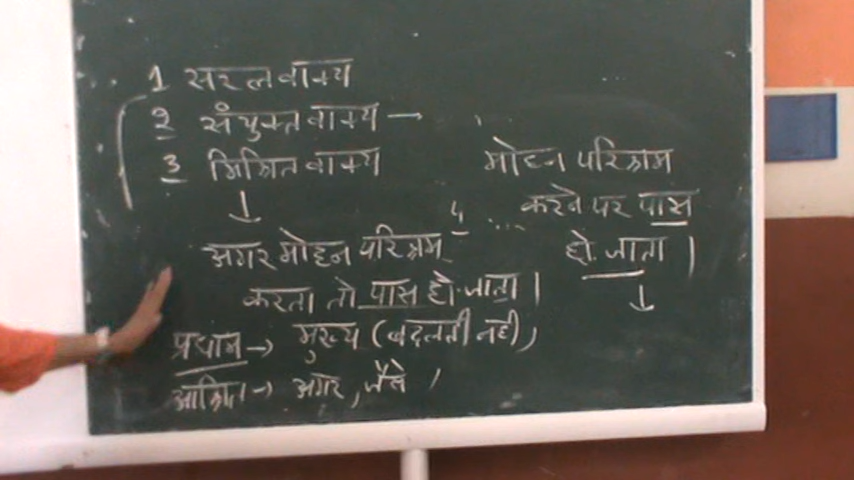 1 सरल वाक्य
2 संयुक्त वाक्य →
3 मिश्रित वाक्य
↓
अगर मोहन परिश्रम
करता तो पास हो जाता।
मोहन परिश्रम
करने पर पास
हो जाता।
↓
प्रधान → मुख्य (बदलती नही,
आश्रित → अगर, जैसे,